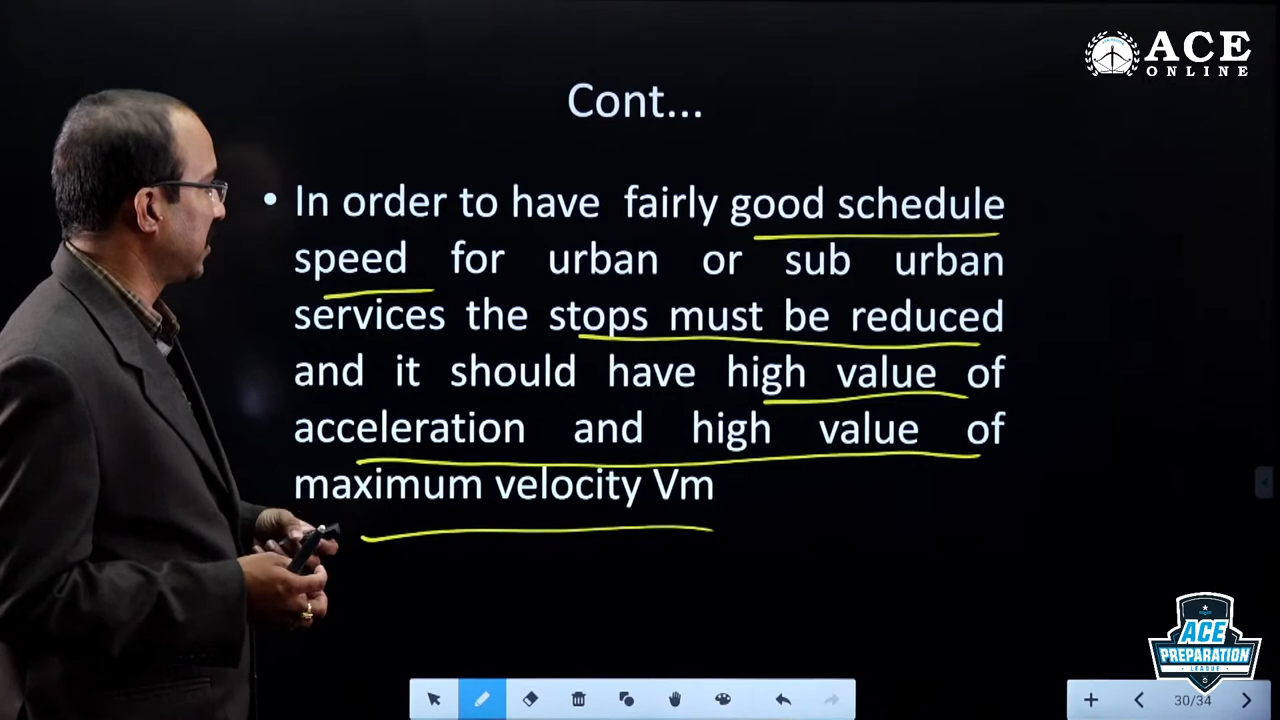 ACE
ONLINE
Cont...
• In order to have fairly good schedule
speed for urban or sub urban
services the stops must be reduced
and it should have high value of
acceleration and high value of
maximum velocity Vm
ACE
PREPARATION
LEAGUE
30/34